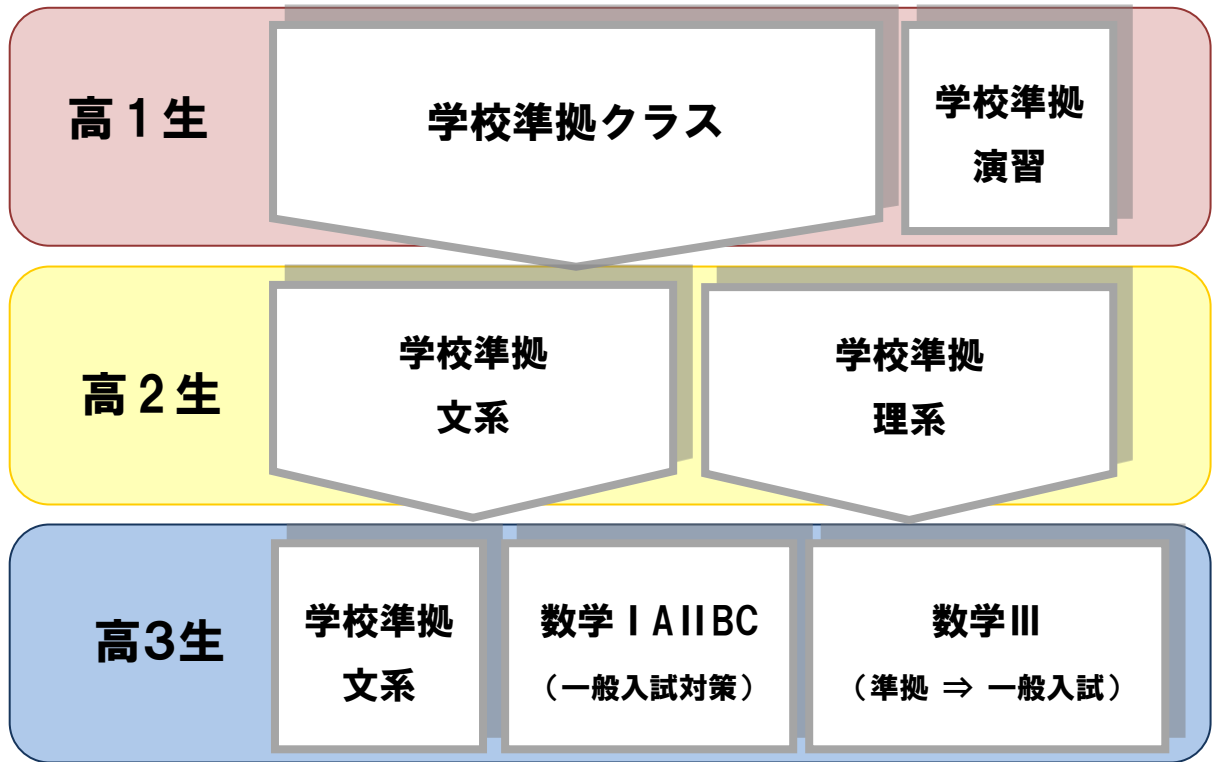 高１生
学校準拠クラス
学校準拠
演習
高２生
学校準拠
文系
学校準拠
理系
高３生
学校準拠
文系
数学ⅠAⅡBC
（一般入試対策）
数学Ⅲ
（準拠 ⇒ 一般入試）